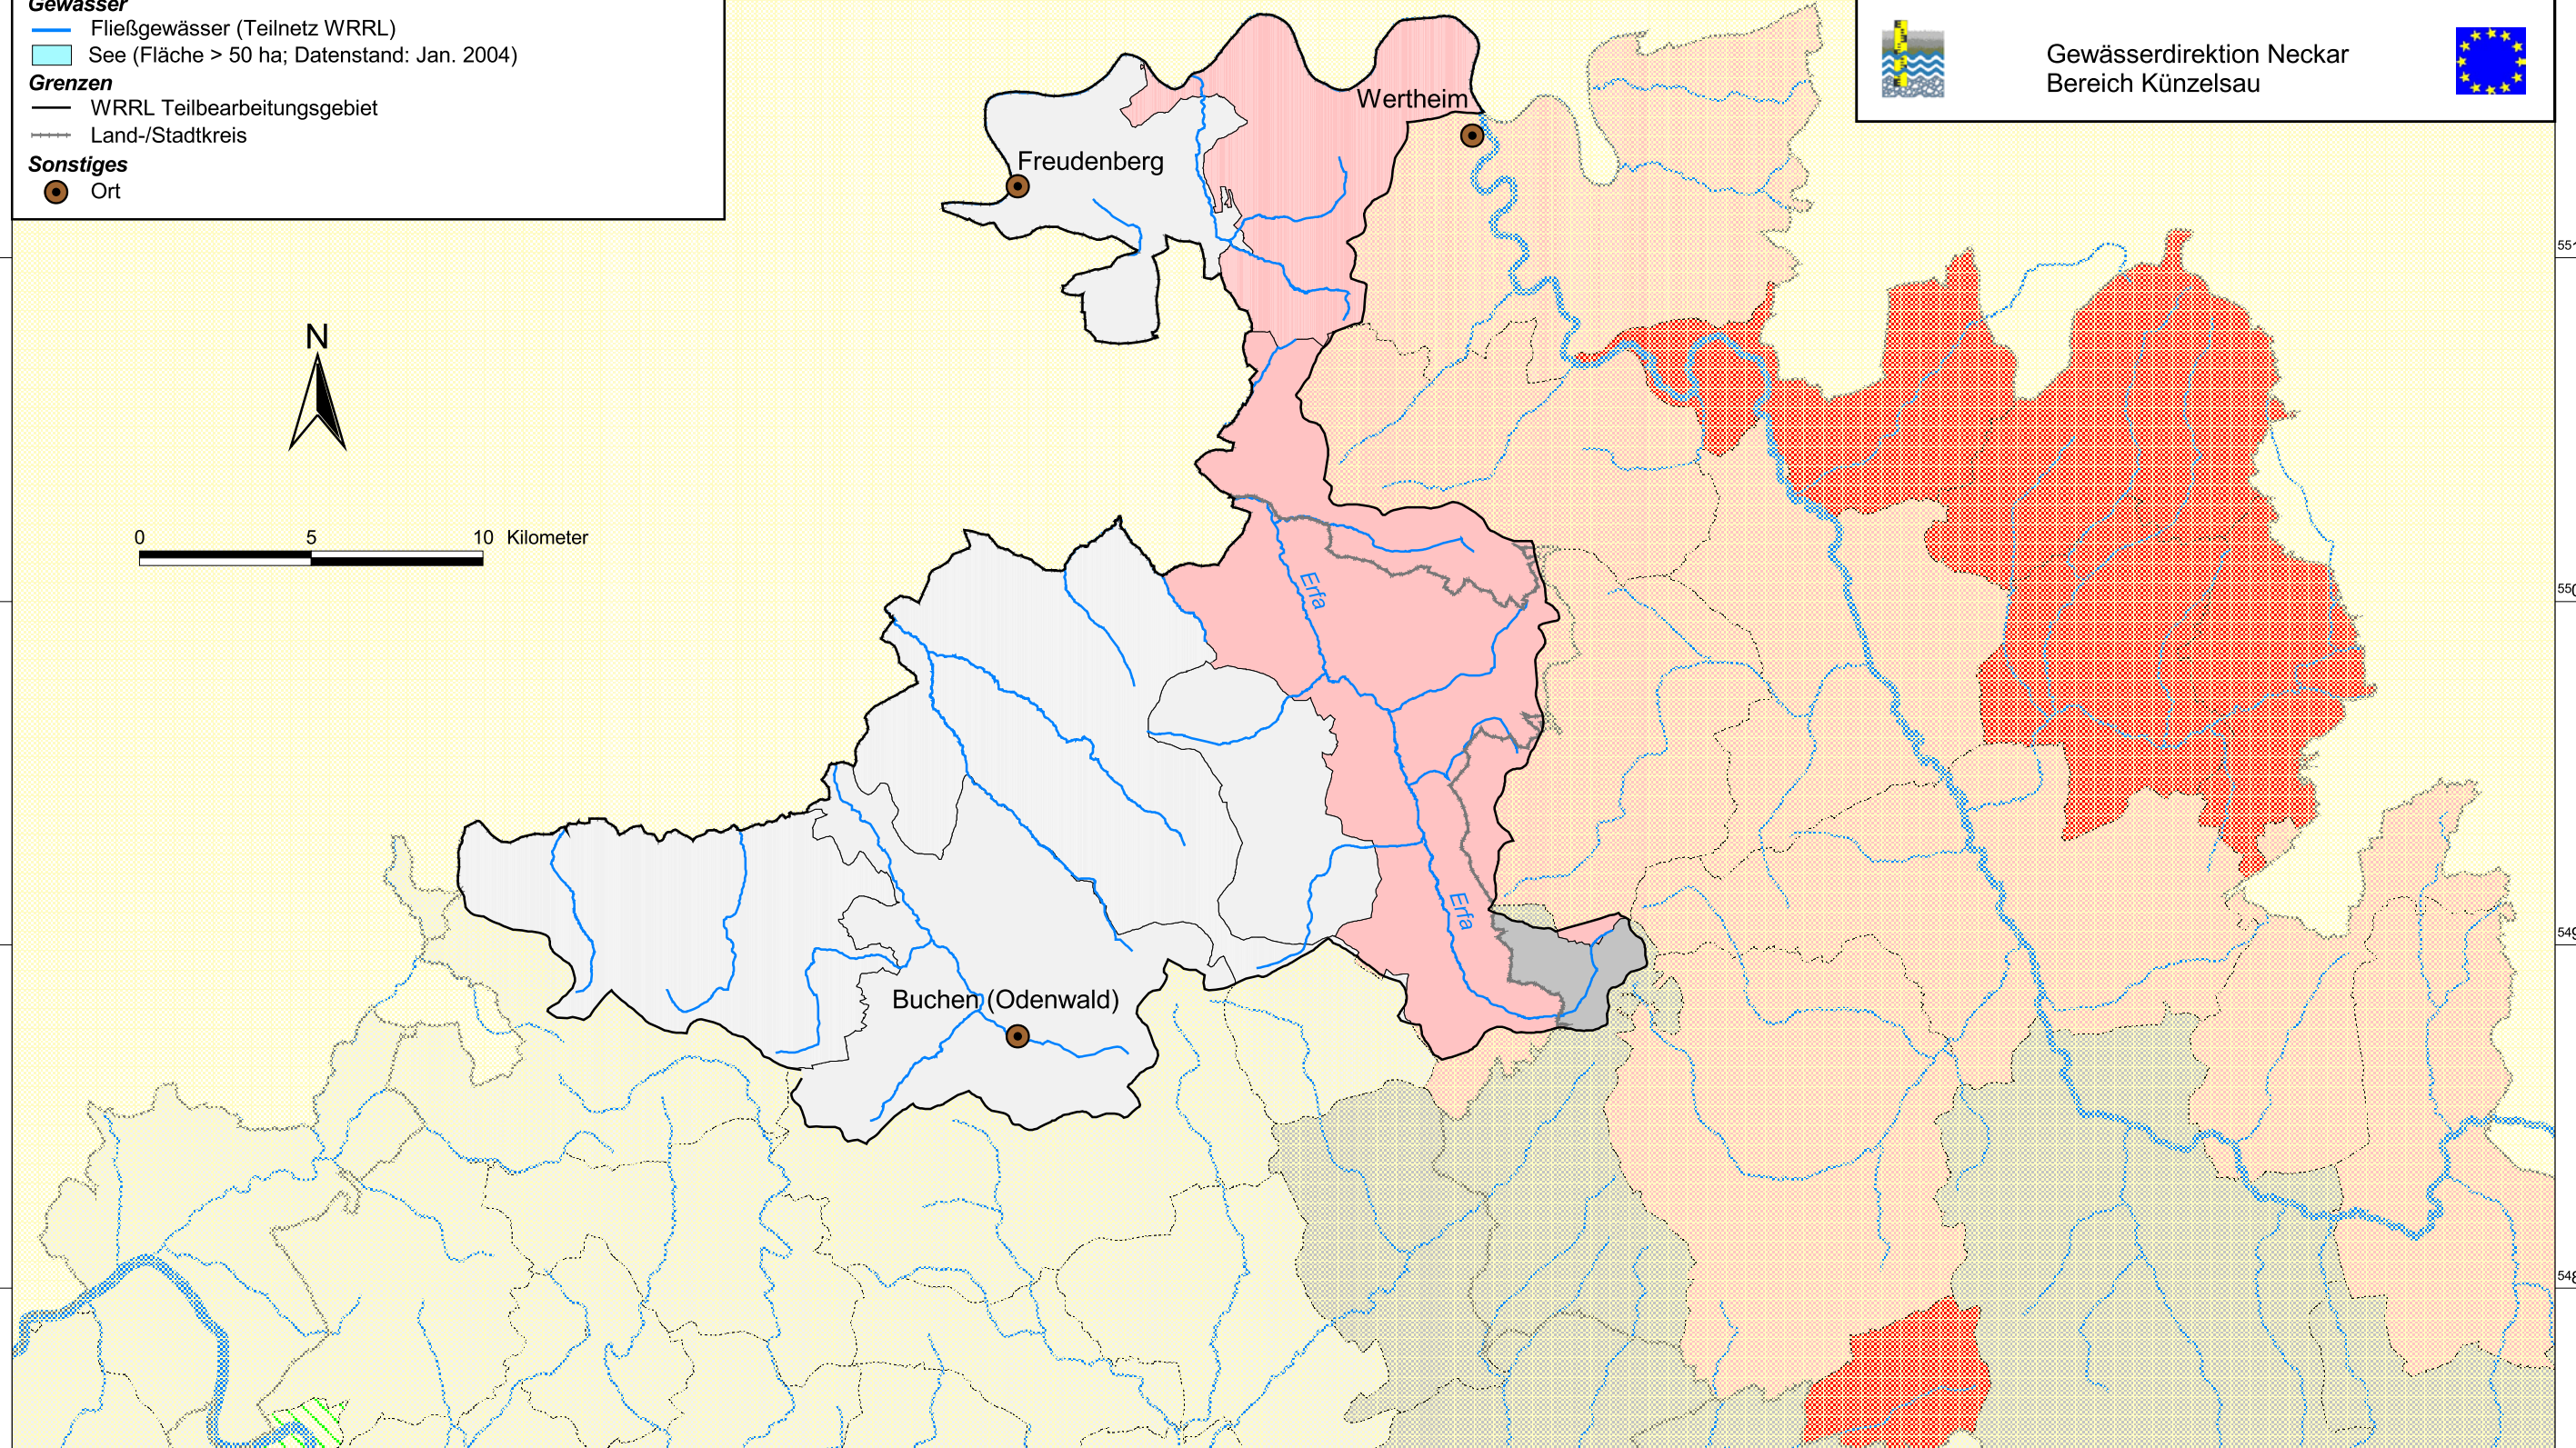 Gewässer
Fließgewässer (Teilnetz WRRL)
See (Fläche > 50 ha; Datenstand: Jan. 2004)
Grenzen
WRRL Teilbearbeitungsgebiet
Land-/Stadtkreis
Sonstiges
Ort
Gewässerdirektion Neckar
Bereich Künzelsau
Wertheim
Freudenberg
N
0 5 10 Kilometer
Erfa
Erfa
Buchen (Odenwald)